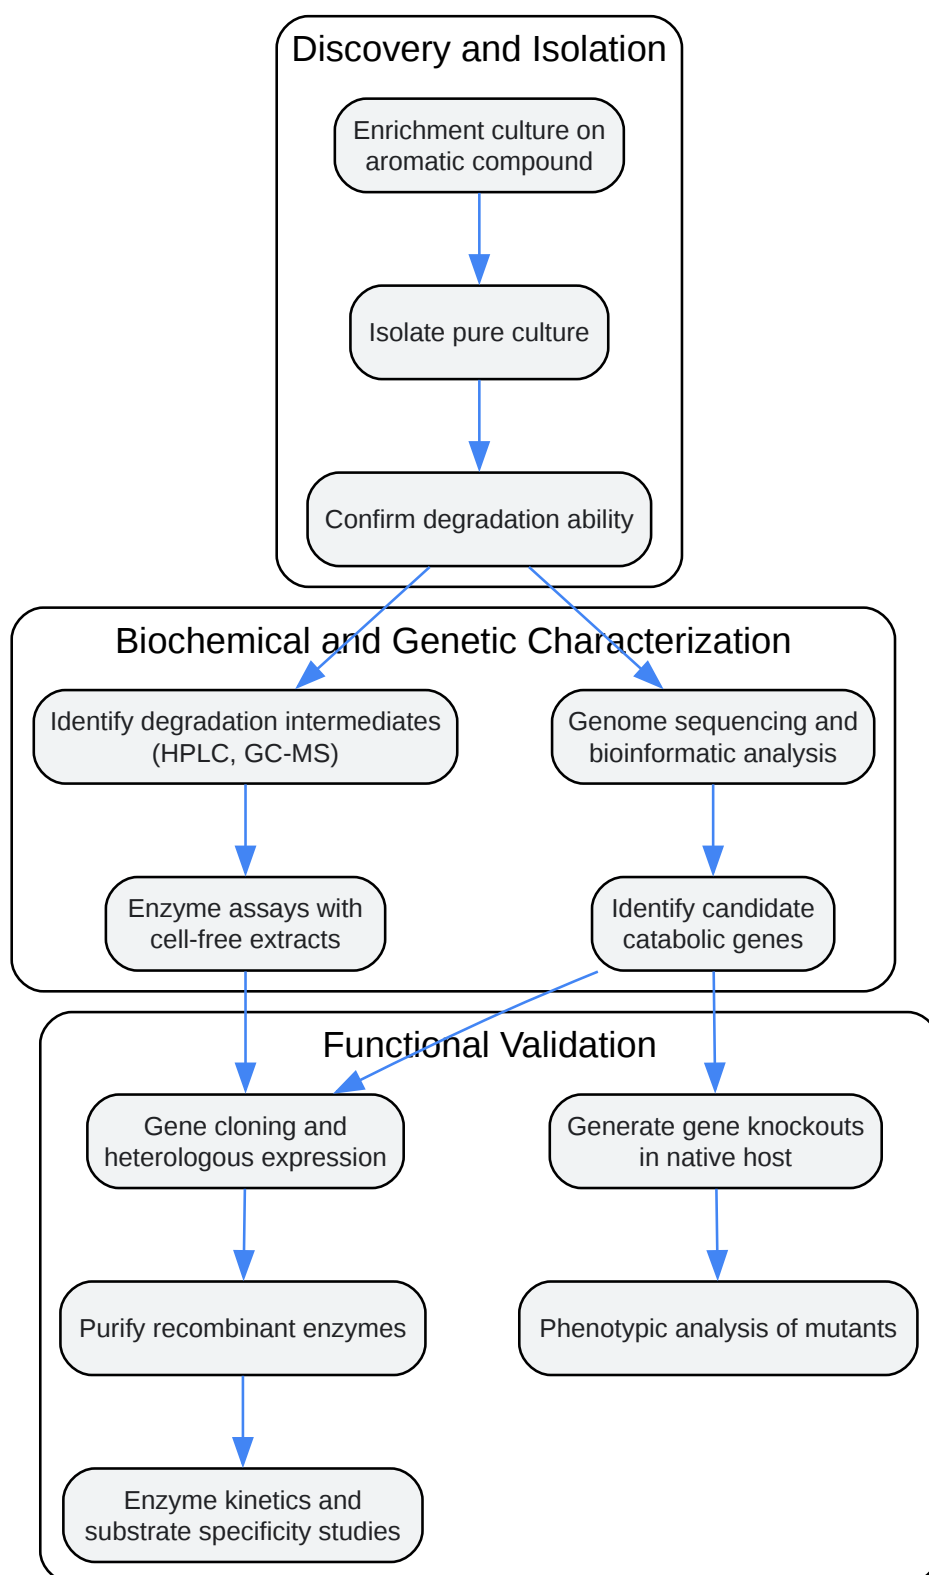 Discovery and Isolation
Enrichment culture on
aromatic compound
Isolate pure culture
Confirm degradation ability
Biochemical and Genetic Characterization
Identify degradation intermediates
(HPLC, GC-MS)
Genome sequencing and
bioinformatic analysis
Enzyme assays with
cell-free extracts
Identify candidate
catabolic genes
Functional Validation
Gene cloning and
heterologous expression
Generate gene knockouts
in native host
Purify recombinant enzymes
Phenotypic analysis of mutants
Enzyme kinetics and
substrate specificity studies